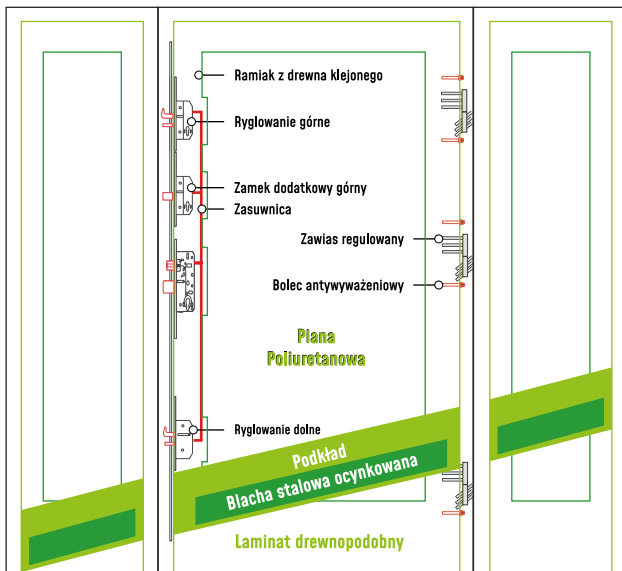 Ramiak z drewna klejonego
Ryglowanie górne
Zamek dodatkowy górny
Zasuwnica
Zawias regulowany
Bolec antywyważeniowy
Piana
Poliuretanowa
Ryglowanie dolne
Podkład
Blacha stalowa ocynkowana
Laminat drewnopodobny